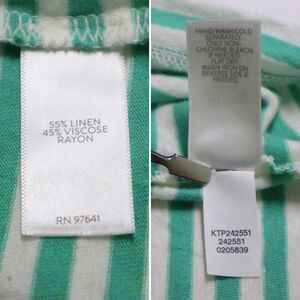 55% LINEN
45% VISCOSE
RAYON
RN 97641
HAND WASH COLD
SEPARATELY,
ONLY NON-
CHLORINE BLEACH
IF NEEDED,
FLAT DRY,
WARM IRON ON
REVERSE SIDE IF
NEEDED.
KTP242551
242551
0205839